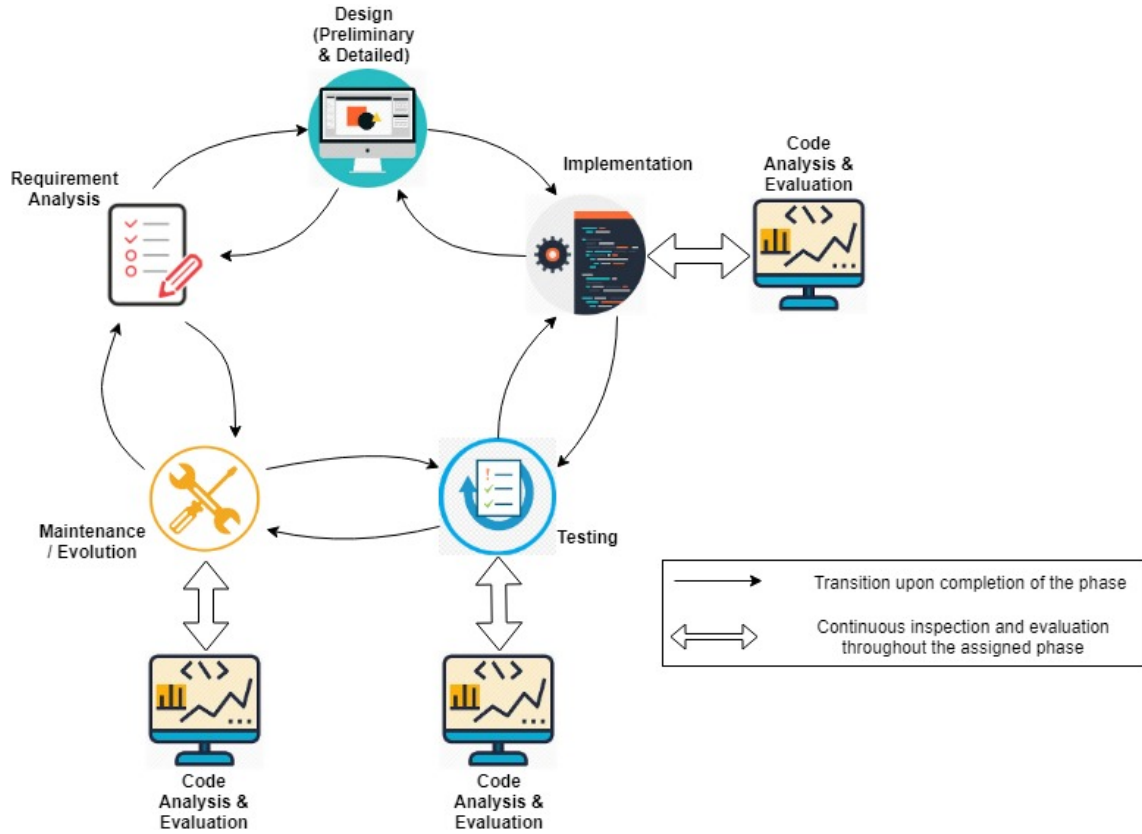 Design
(Preliminary
& Detailed)
Requirement
Analysis
Implementation
Code
Analysis &
Evaluation
Maintenance
/ Evolution
Testing
Transition upon completion of the phase
Continuous inspection and evaluation
throughout the assigned phase
Code
Analysis &
Evaluation
Code
Analysis &
Evaluation